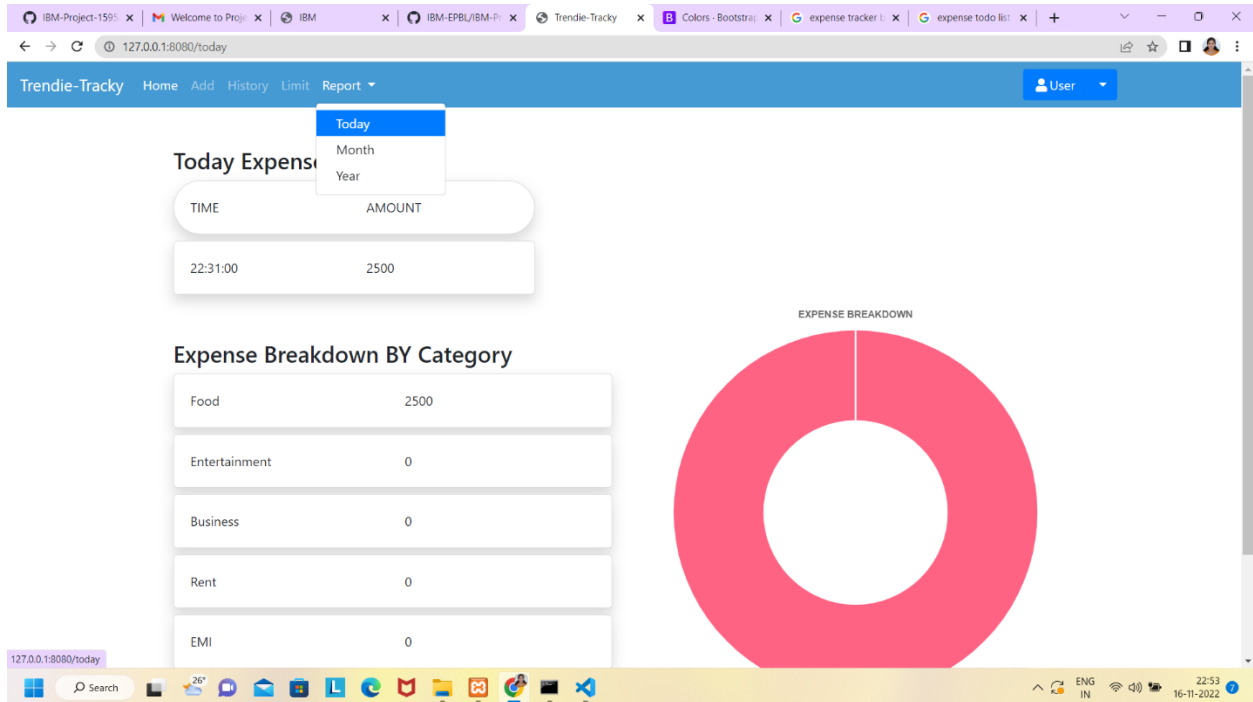 IBM-Project-1595 Welcome to Proje IBM IBM-EPBL/IBM-Pr Trendie-Tracky Colors · Bootstrap expense tracker b expense todo list
127.0.0.1:8080/today
Trendie-Tracky Home Add History Limit Report User
Today
Month
Year
Today Expens
TIME AMOUNT
22:31:00 2500
EXPENSE BREAKDOWN
Expense Breakdown BY Category
Food 2500
Entertainment 0
Business 0
Rent 0
EMI 0
127.0.0.1:8080/today
Search 26° ENG 22:53
IN 16-11-2022 7